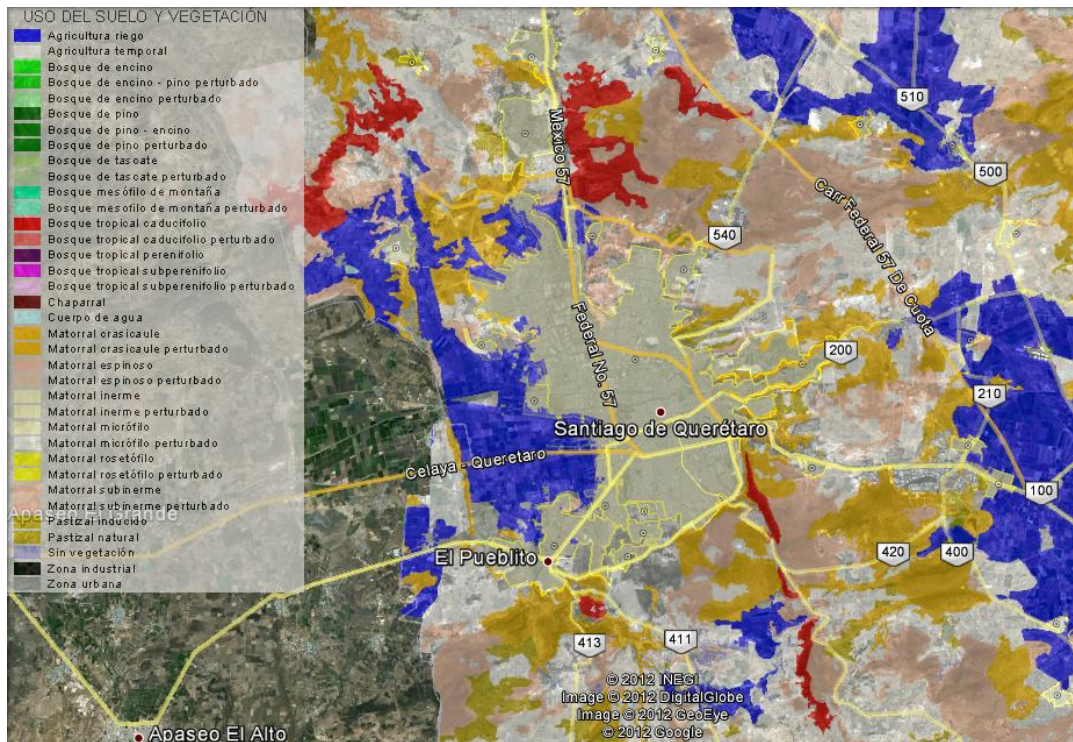 USO DEL SUELO Y VEGETACIÓN
Agricultura riego
Agricultura temporal
Bosque de encino
Bosque de encino - pino perturbado
Bosque de encino perturbado
Bosque de pino
Bosque de pino - encino
Bosque de pino perturbado
Bosque de tascate
Bosque de tascate perturbado
Bosque mesófilo de montaña
Bosque mesofilo de montaña perturbado
Bosque tropical caducifolio
Bosque tropical caducifolio perturbado
Bosque tropical perenifolio
Bosque tropical subperenifolio
Bosque tropical subperenifolio perturbado
Chaparral
Cuerpo de agua
Matorral crasicaule
Matorral crasicaule perturbado
Matorral espinoso
Matorral espinoso perturbado
Matorral inerme
Matorral inerme perturbado
Matorral micrófilo
Matorral micrófilo perturbado
Matorral rosetófilo
Matorral rosetófilo perturbado
Matorral subinerme
Matorral subinerme perturbado
Pastizal inducido
Pastizal natural
Sin vegetación
Zona industrial
Zona urbana
Apaseo El Grande
Apaseo El Alto
Mexico 57
Federal No. 57
Carr Federal 57 De Cuota
510
500
540
200
210
Santiago de Querétaro
Celaya - Queretaro
100
El Pueblito
420
400
413
411
© 2012 INEGI
Image © 2012 DigitalGlobe
Image © 2012 GeoEye
© 2012 Google